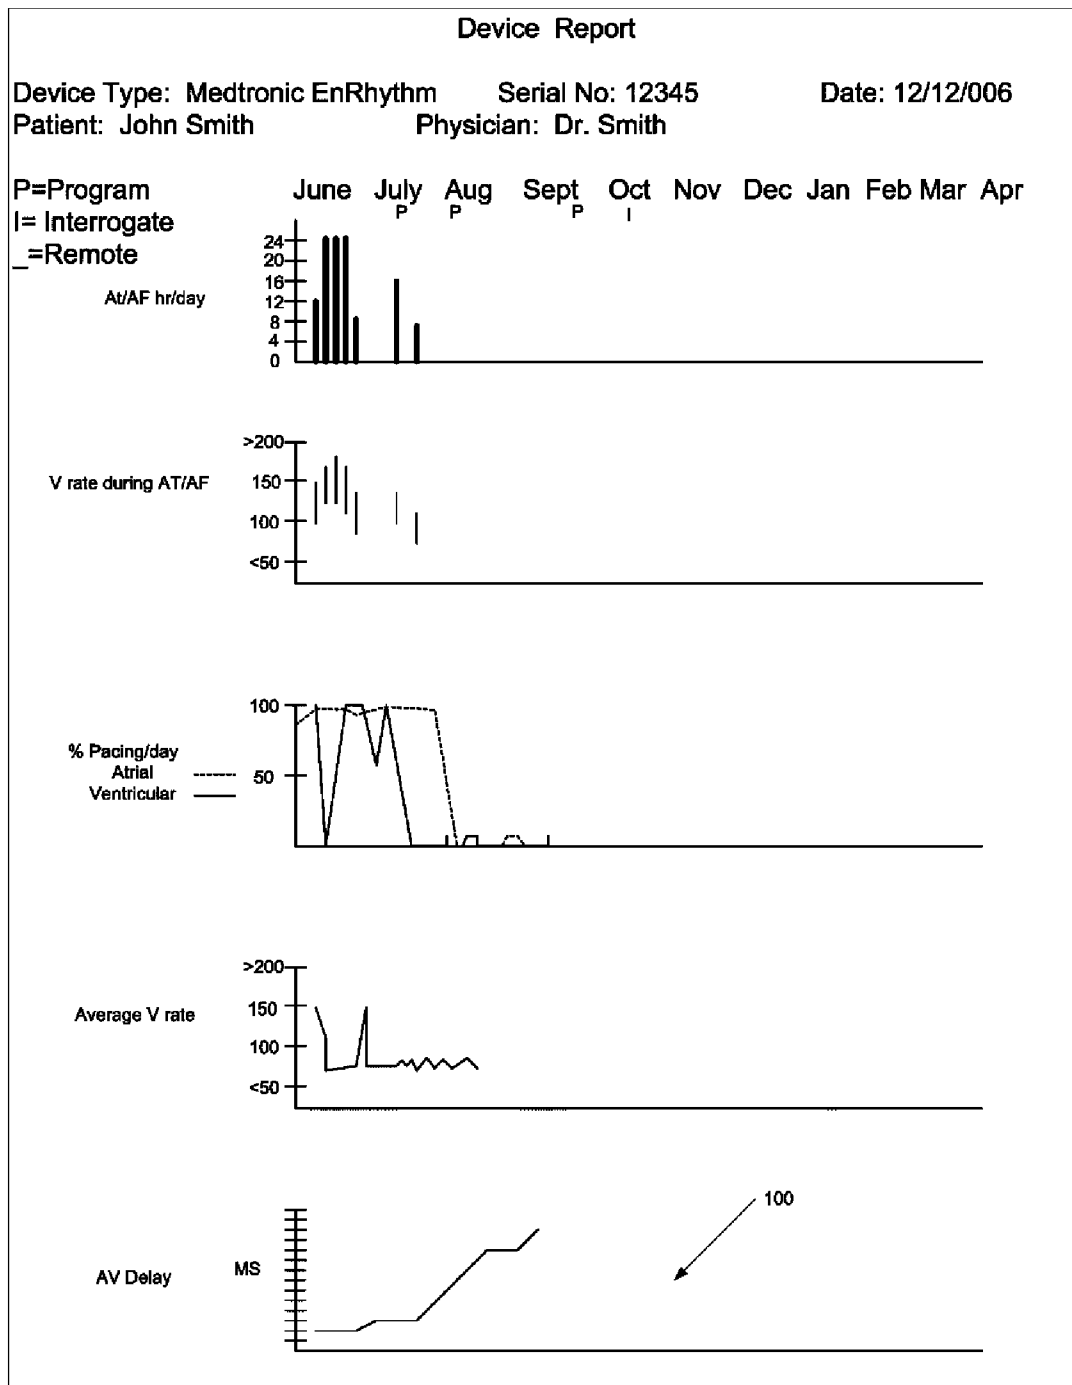 Device Report
Device Type: Medtronic EnRhythm Serial No: 12345 Date: 12/12/006
Patient: John Smith Physician: Dr. Smith
P=Program June July Aug Sept Oct Nov Dec Jan Feb Mar Apr
P P P I
I= Interrogate
_=Remote
At/AF hr/day
24
20
16
12
8
4
0
V rate during AT/AF
>200
150
100
<50
% Pacing/day
Atrial
Ventricular
100
50
Average V rate
>200
150
100
<50
100
AV Delay MS